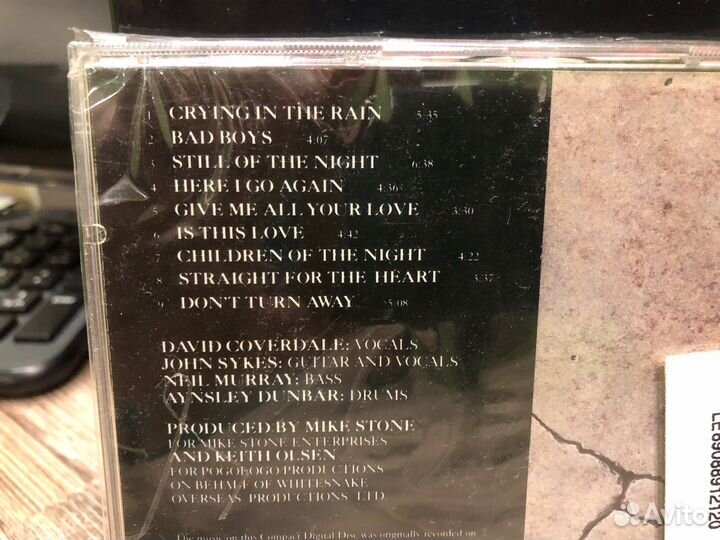 1 CRYING IN THE RAIN 5:35
2 BAD BOYS 4:07
3 STILL OF THE NIGHT 6:38
4 HERE I GO AGAIN 4:36
5 GIVE ME ALL YOUR LOVE 3:30
6 IS THIS LOVE 4:42
7 CHILDREN OF THE NIGHT 4:22
8 STRAIGHT FOR THE HEART 3:37
9 DON'T TURN AWAY 5:08
DAVID COVERDALE: VOCALS
JOHN SYKES: GUITAR AND VOCALS
NEIL MURRAY: BASS
AYNSLEY DUNBAR: DRUMS
PRODUCED BY MIKE STONE
FOR MIKE STONE ENTERPRISES
AND KEITH OLSEN
FOR POGOLOGO PRODUCTIONS
ON BEHALF OF WHITESNAKE
OVERSEAS PRODUCTIONS LTD.
The music on this Compact Digital Disc was originally recorded on
Avito